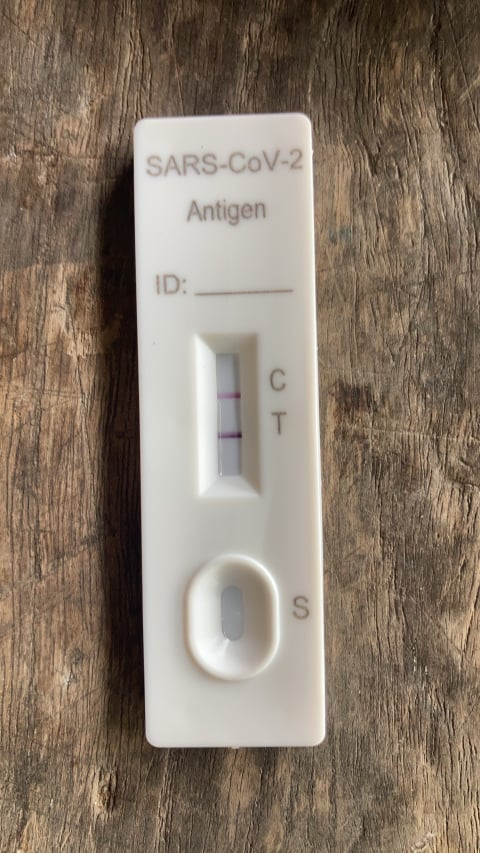 SARS-CoV-2
Antigen
ID: ________
C
T
S